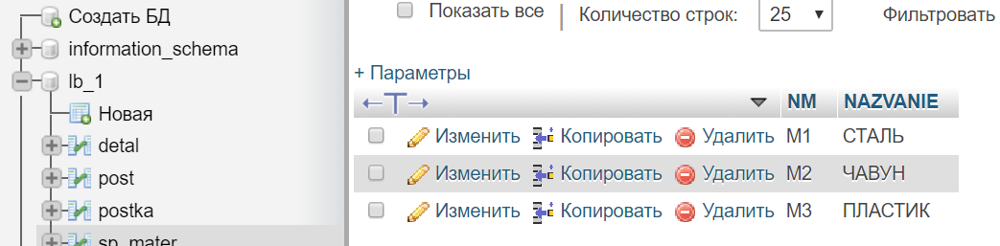 Создать БД
information_schema
lb_1
Новая
detal
post
postka
sp_mater
Показать все | Количество строк: 25 Фильтровать
+ Параметры
NM NAZVANIE
Изменить Копировать Удалить M1 СТАЛЬ
Изменить Копировать Удалить M2 ЧАВУН
Изменить Копировать Удалить M3 ПЛАСТИК